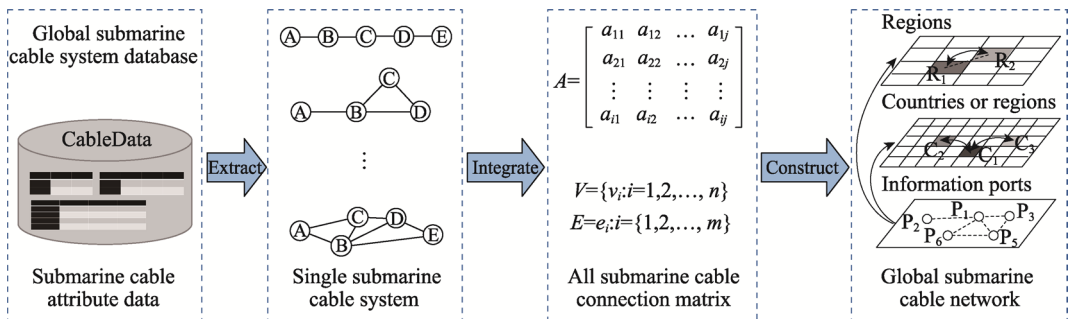 Global submarine
cable system database
CableData
Submarine cable
attribute data
Extract
A B C D E
C
A B D
⋮
C D
A
B E
Single submarine
cable system
Integrate
a11 a12 … a1j
a21 a22 … a2j
A=
⋮ ⋮ ⋮ ⋮
ai1 ai2 … aij
V={vi:i=1,2,…, n}
E=ei:i={1,2,…, m}
All submarine cable
connection matrix
Construct
Regions
R1 R2
Countries or regions
C2 C1 C3
Information ports
P2 P1 P3
P6 P5
Global submarine
cable network